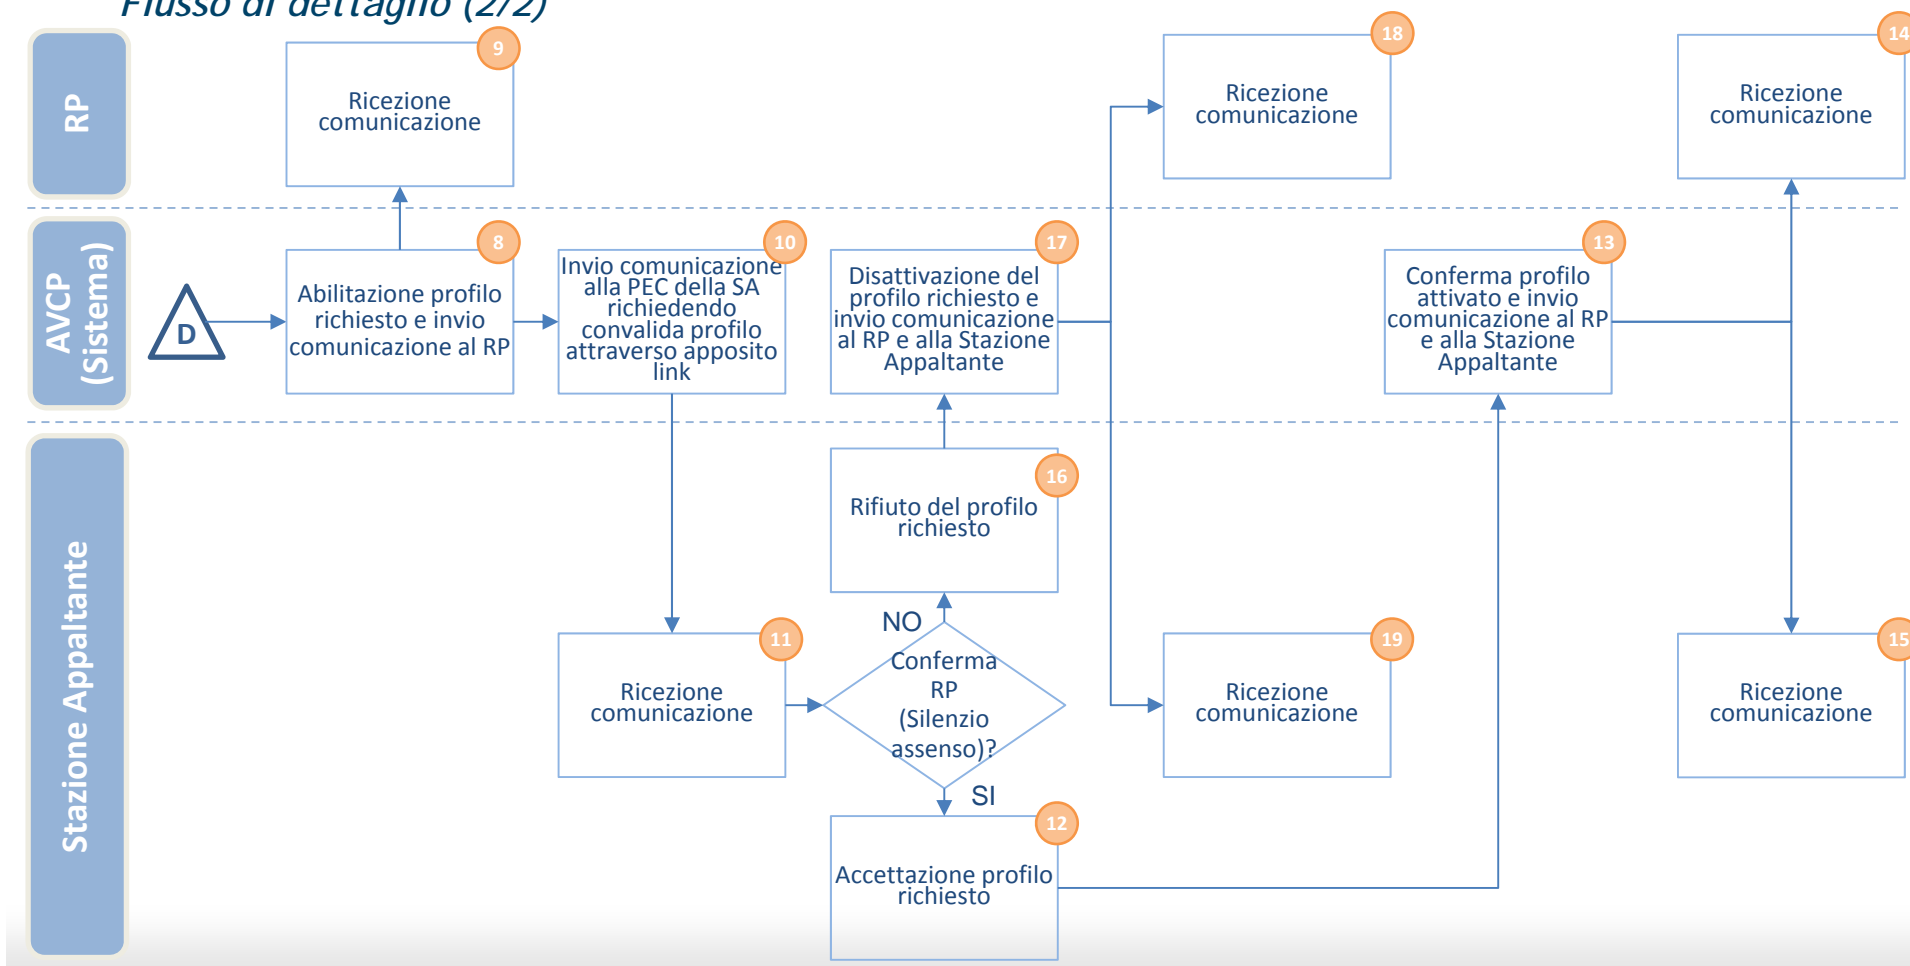 Flusso di dettaglio (2/2)
RP
9
Ricezione
comunicazione
18
Ricezione
comunicazione
14
Ricezione
comunicazione
AVCP
(Sistema)
D
8
Abilitazione profilo
richiesto e invio
comunicazione al RP
10
Invio comunicazione
alla PEC della SA
richiedendo
convalida profilo
attraverso apposito
link
17
Disattivazione del
profilo richiesto e
invio comunicazione
al RP e alla Stazione
Appaltante
13
Conferma profilo
attivato e invio
comunicazione al RP
e alla Stazione
Appaltante
Stazione Appaltante
16
Rifiuto del profilo
richiesto
NO
11
Ricezione
comunicazione
Conferma
RP
(Silenzio
assenso)?
SI
19
Ricezione
comunicazione
15
Ricezione
comunicazione
12
Accettazione profilo
richiesto